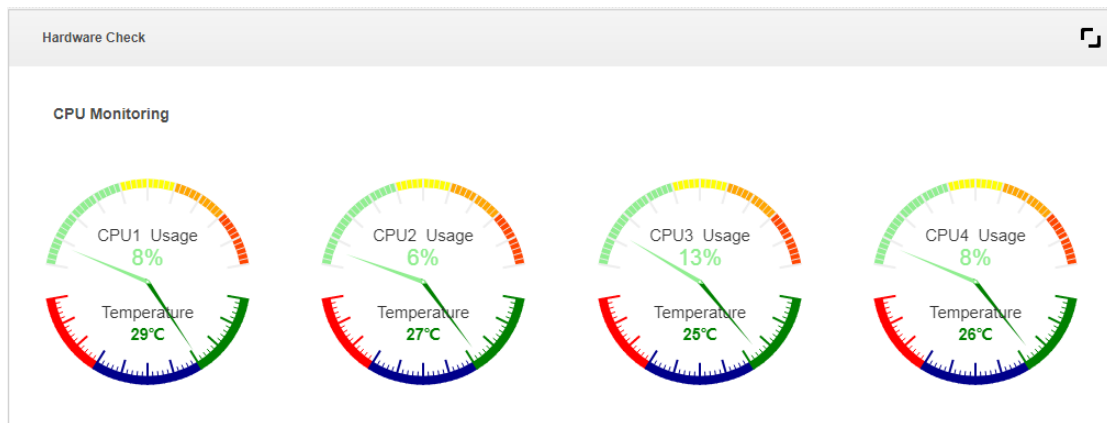 Hardware Check
CPU Monitoring
CPU1 Usage
8%
Temperature
29℃
CPU2 Usage
6%
Temperature
27℃
CPU3 Usage
13%
Temperature
25℃
CPU4 Usage
8%
Temperature
26℃